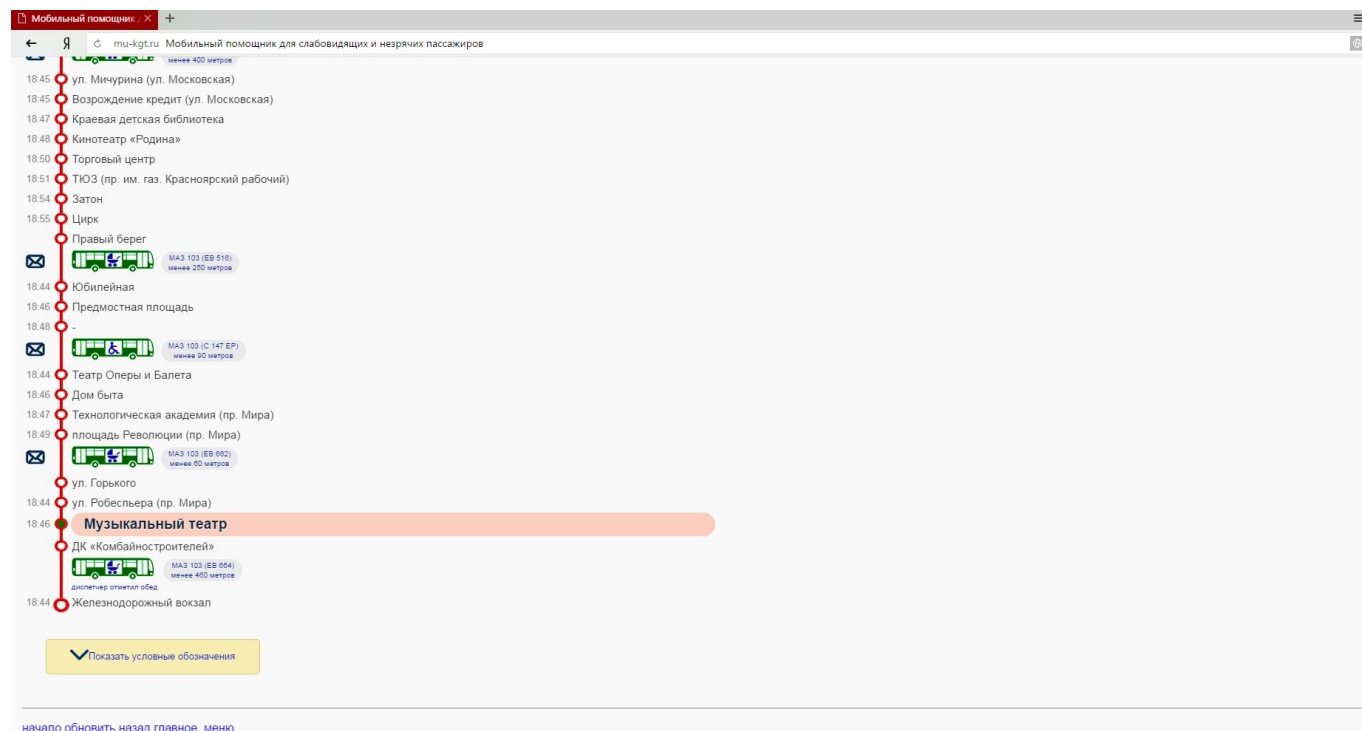 Мобильный помощник
Я mu-kgt.ru Мобильный помощник для слабовидящих и незрячих пассажиров
менее 400 метров
18:45 ул. Мичурина (ул. Московская)
18:45 Возрождение кредит (ул. Московская)
18:47 Краевая детская библиотека
18:48 Кинотеатр «Родина»
18:50 Торговый центр
18:51 ТЮЗ (пр. им. газ. Красноярский рабочий)
18:54 Затон
18:55 Цирк
Правый берег
МАЗ 103 (ЕВ 516)
менее 250 метров
18:44 Юбилейная
18:46 Предмостная площадь
18:48 -
МАЗ 103 (С 147 ЕР)
менее 90 метров
18:44 Театр Оперы и Балета
18:46 Дом быта
18:47 Технологическая академия (пр. Мира)
18:49 площадь Революции (пр. Мира)
МАЗ 103 (ЕВ 662)
менее 60 метров
ул. Горького
18:44 ул. Робеспьера (пр. Мира)
18:46 Музыкальный театр
ДК «Комбайностроителей»
МАЗ 103 (ЕВ 664)
менее 460 метров
диспетчер отметил обед
18:44 Железнодорожный вокзал
Показать условные обозначения
начало обновить назад главное_меню